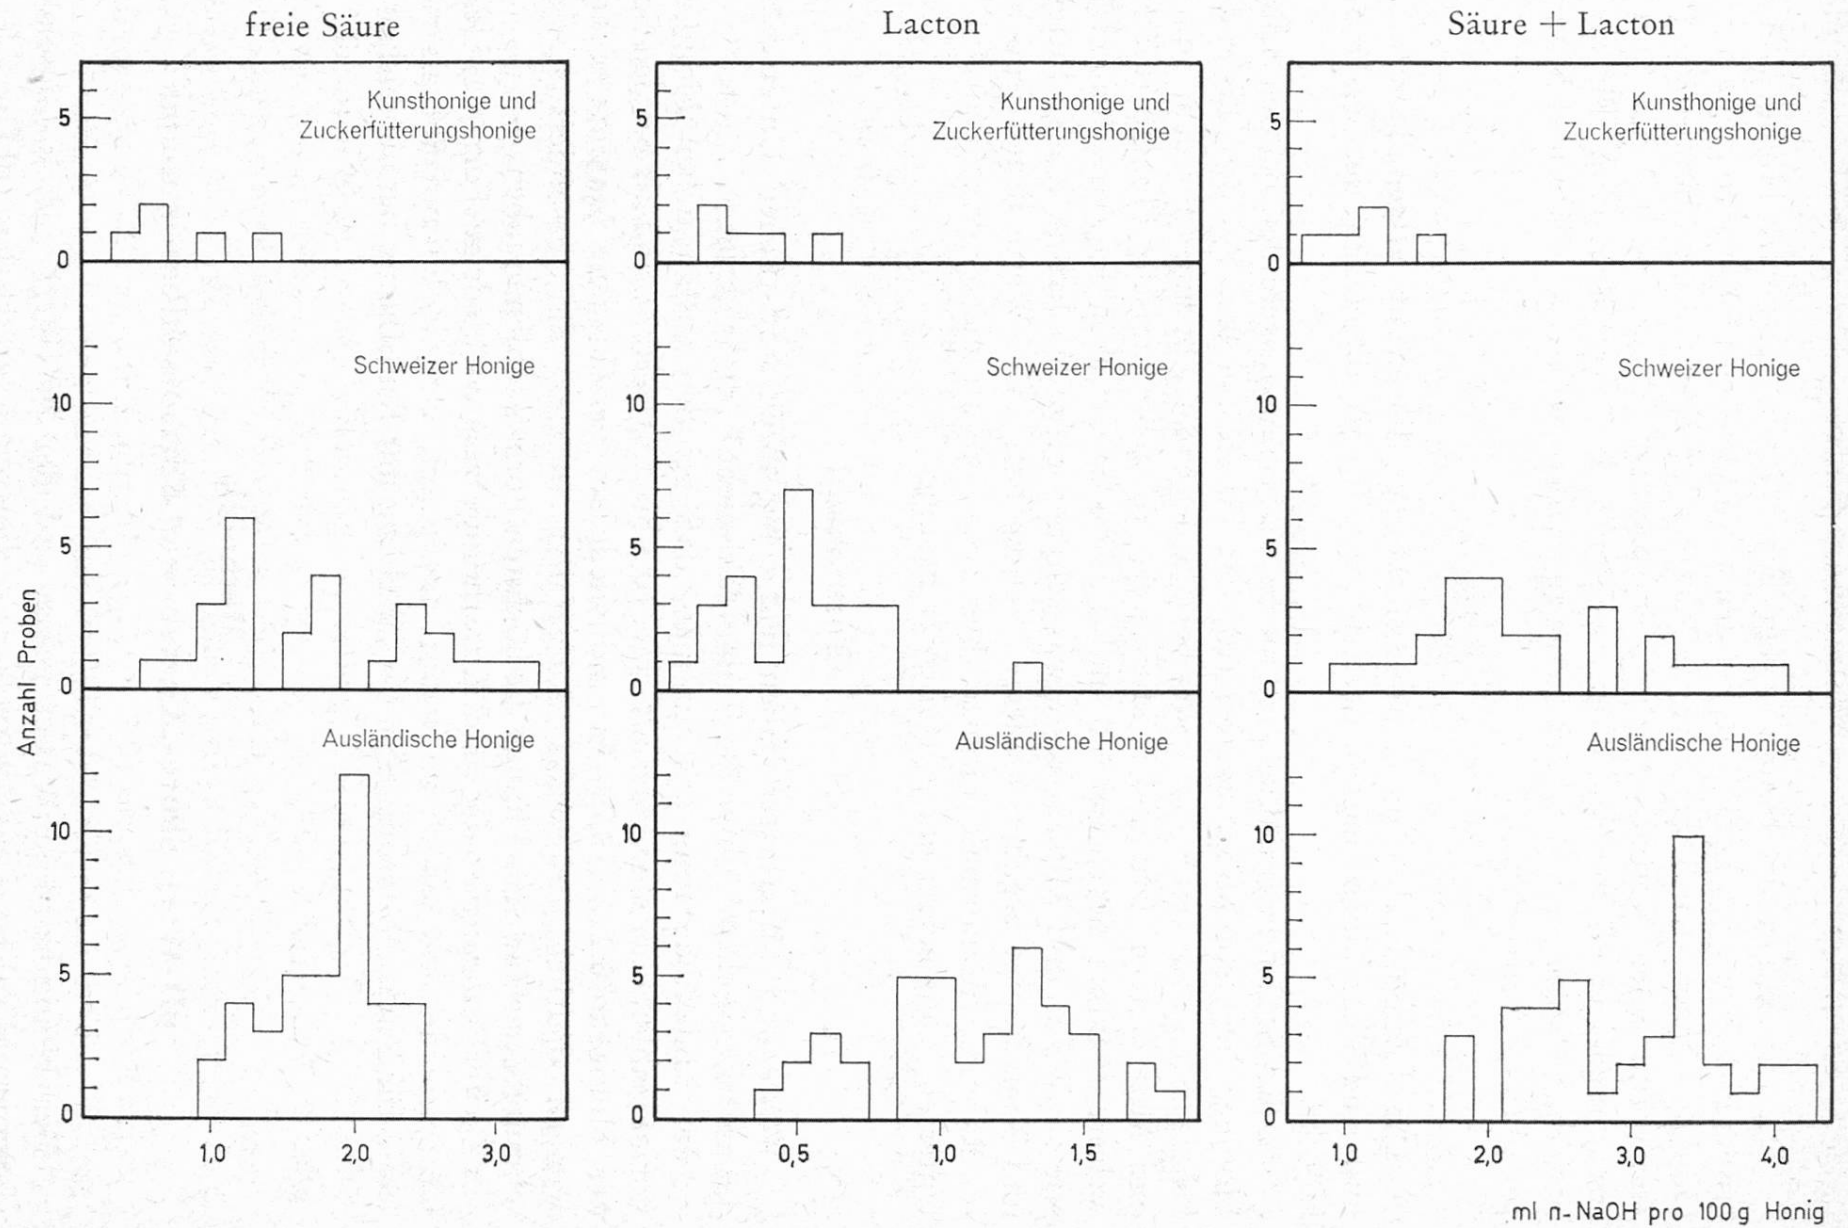 freie Säure
Lacton
Säure + Lacton
Kunsthonige und
Zuckerfütterungshonige
5
0
Kunsthonige und
Zuckerfütterungshonige
5
0
Kunsthonige und
Zuckerfütterungshonige
5
0
Schweizer Honige
10
5
0
Schweizer Honige
10
5
0
Schweizer Honige
10
5
0
Anzahl Proben
Ausländische Honige
10
5
0
Ausländische Honige
10
5
0
Ausländische Honige
10
5
0
1,0 2,0 3,0
0,5 1,0 1,5
1,0 2,0 3,0 4,0
ml n-NaOH pro 100 g Honig